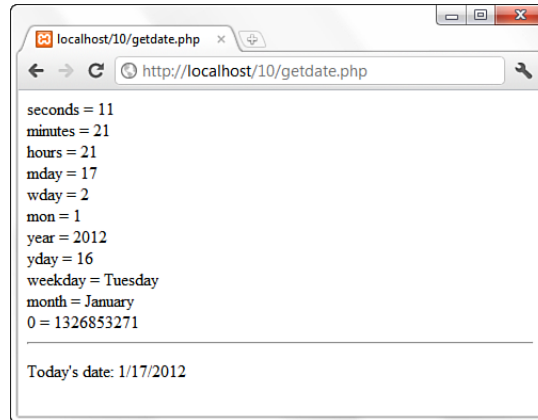 localhost/10/getdate.php
http://localhost/10/getdate.php
seconds = 11
minutes = 21
hours = 21
mday = 17
wday = 2
mon = 1
year = 2012
yday = 16
weekday = Tuesday
month = January
0 = 1326853271
Today's date: 1/17/2012